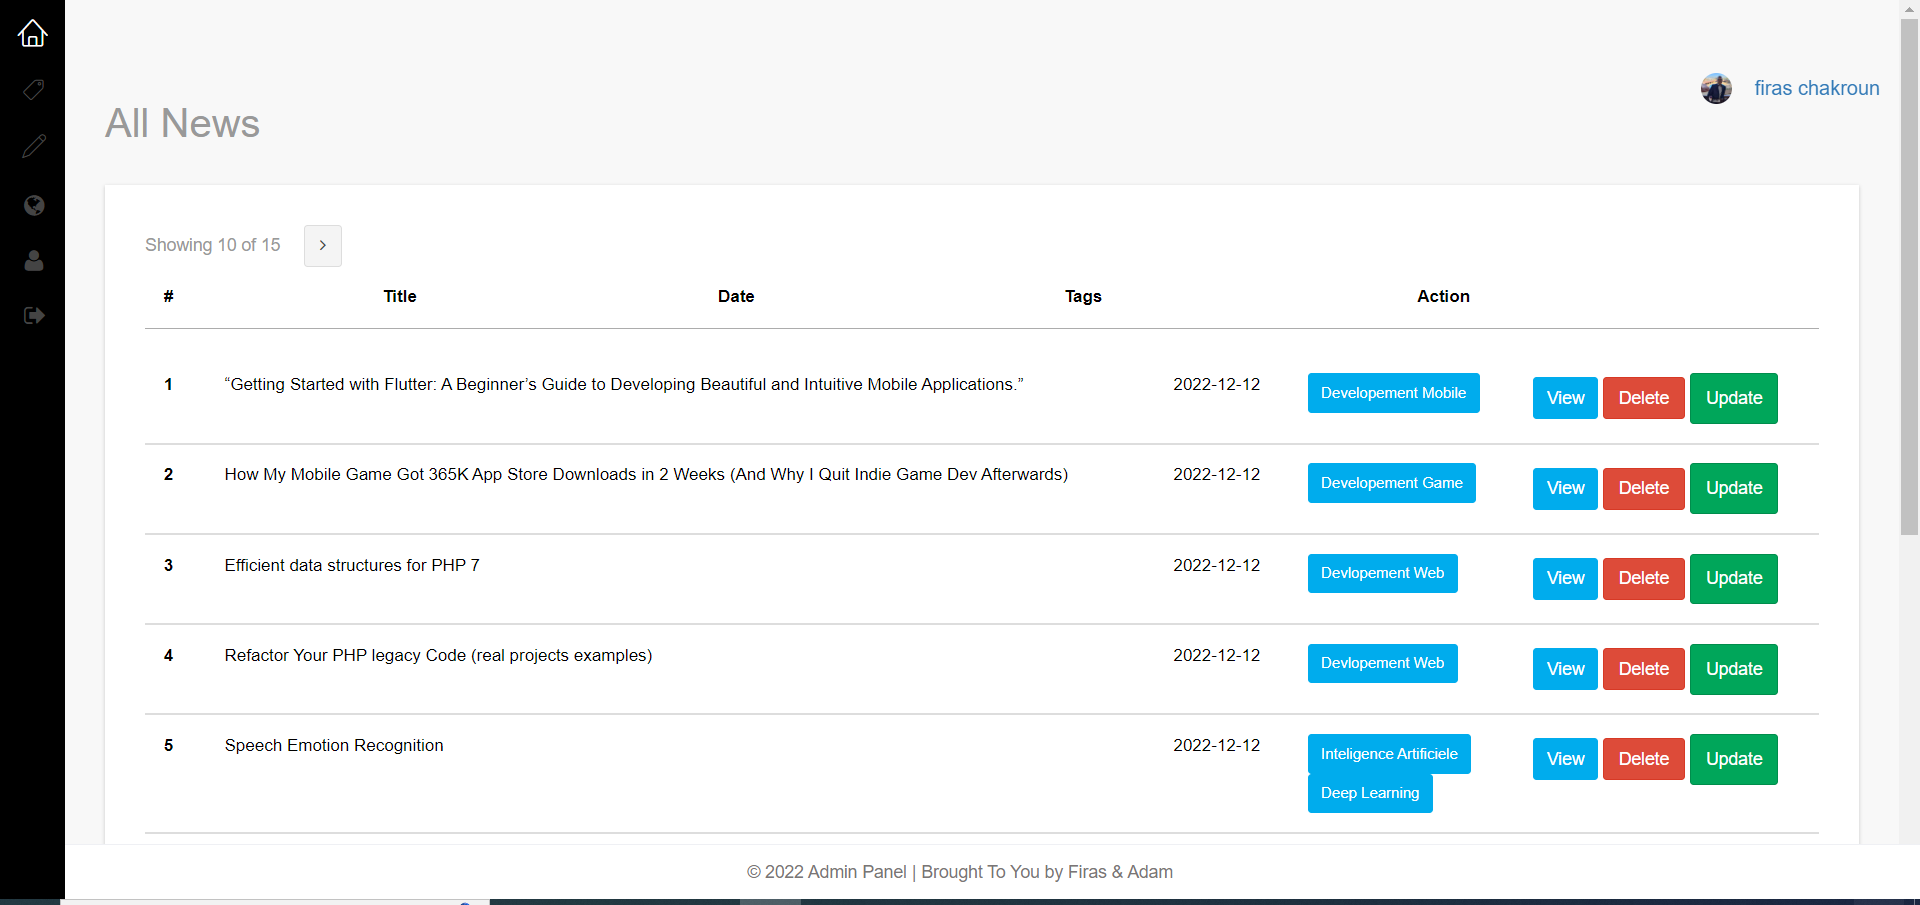 firas chakroun
All News
Showing 10 of 15 >
# Title Date Tags Action
1 “Getting Started with Flutter: A Beginner’s Guide to Developing Beautiful and Intuitive Mobile Applications.” 2022-12-12 Developement Mobile View Delete Update
2 How My Mobile Game Got 365K App Store Downloads in 2 Weeks (And Why I Quit Indie Game Dev Afterwards) 2022-12-12 Developement Game View Delete Update
3 Efficient data structures for PHP 7 2022-12-12 Devlopement Web View Delete Update
4 Refactor Your PHP legacy Code (real projects examples) 2022-12-12 Devlopement Web View Delete Update
5 Speech Emotion Recognition 2022-12-12 Inteligence Artificiele View Delete Update
Deep Learning
© 2022 Admin Panel | Brought To You by Firas & Adam